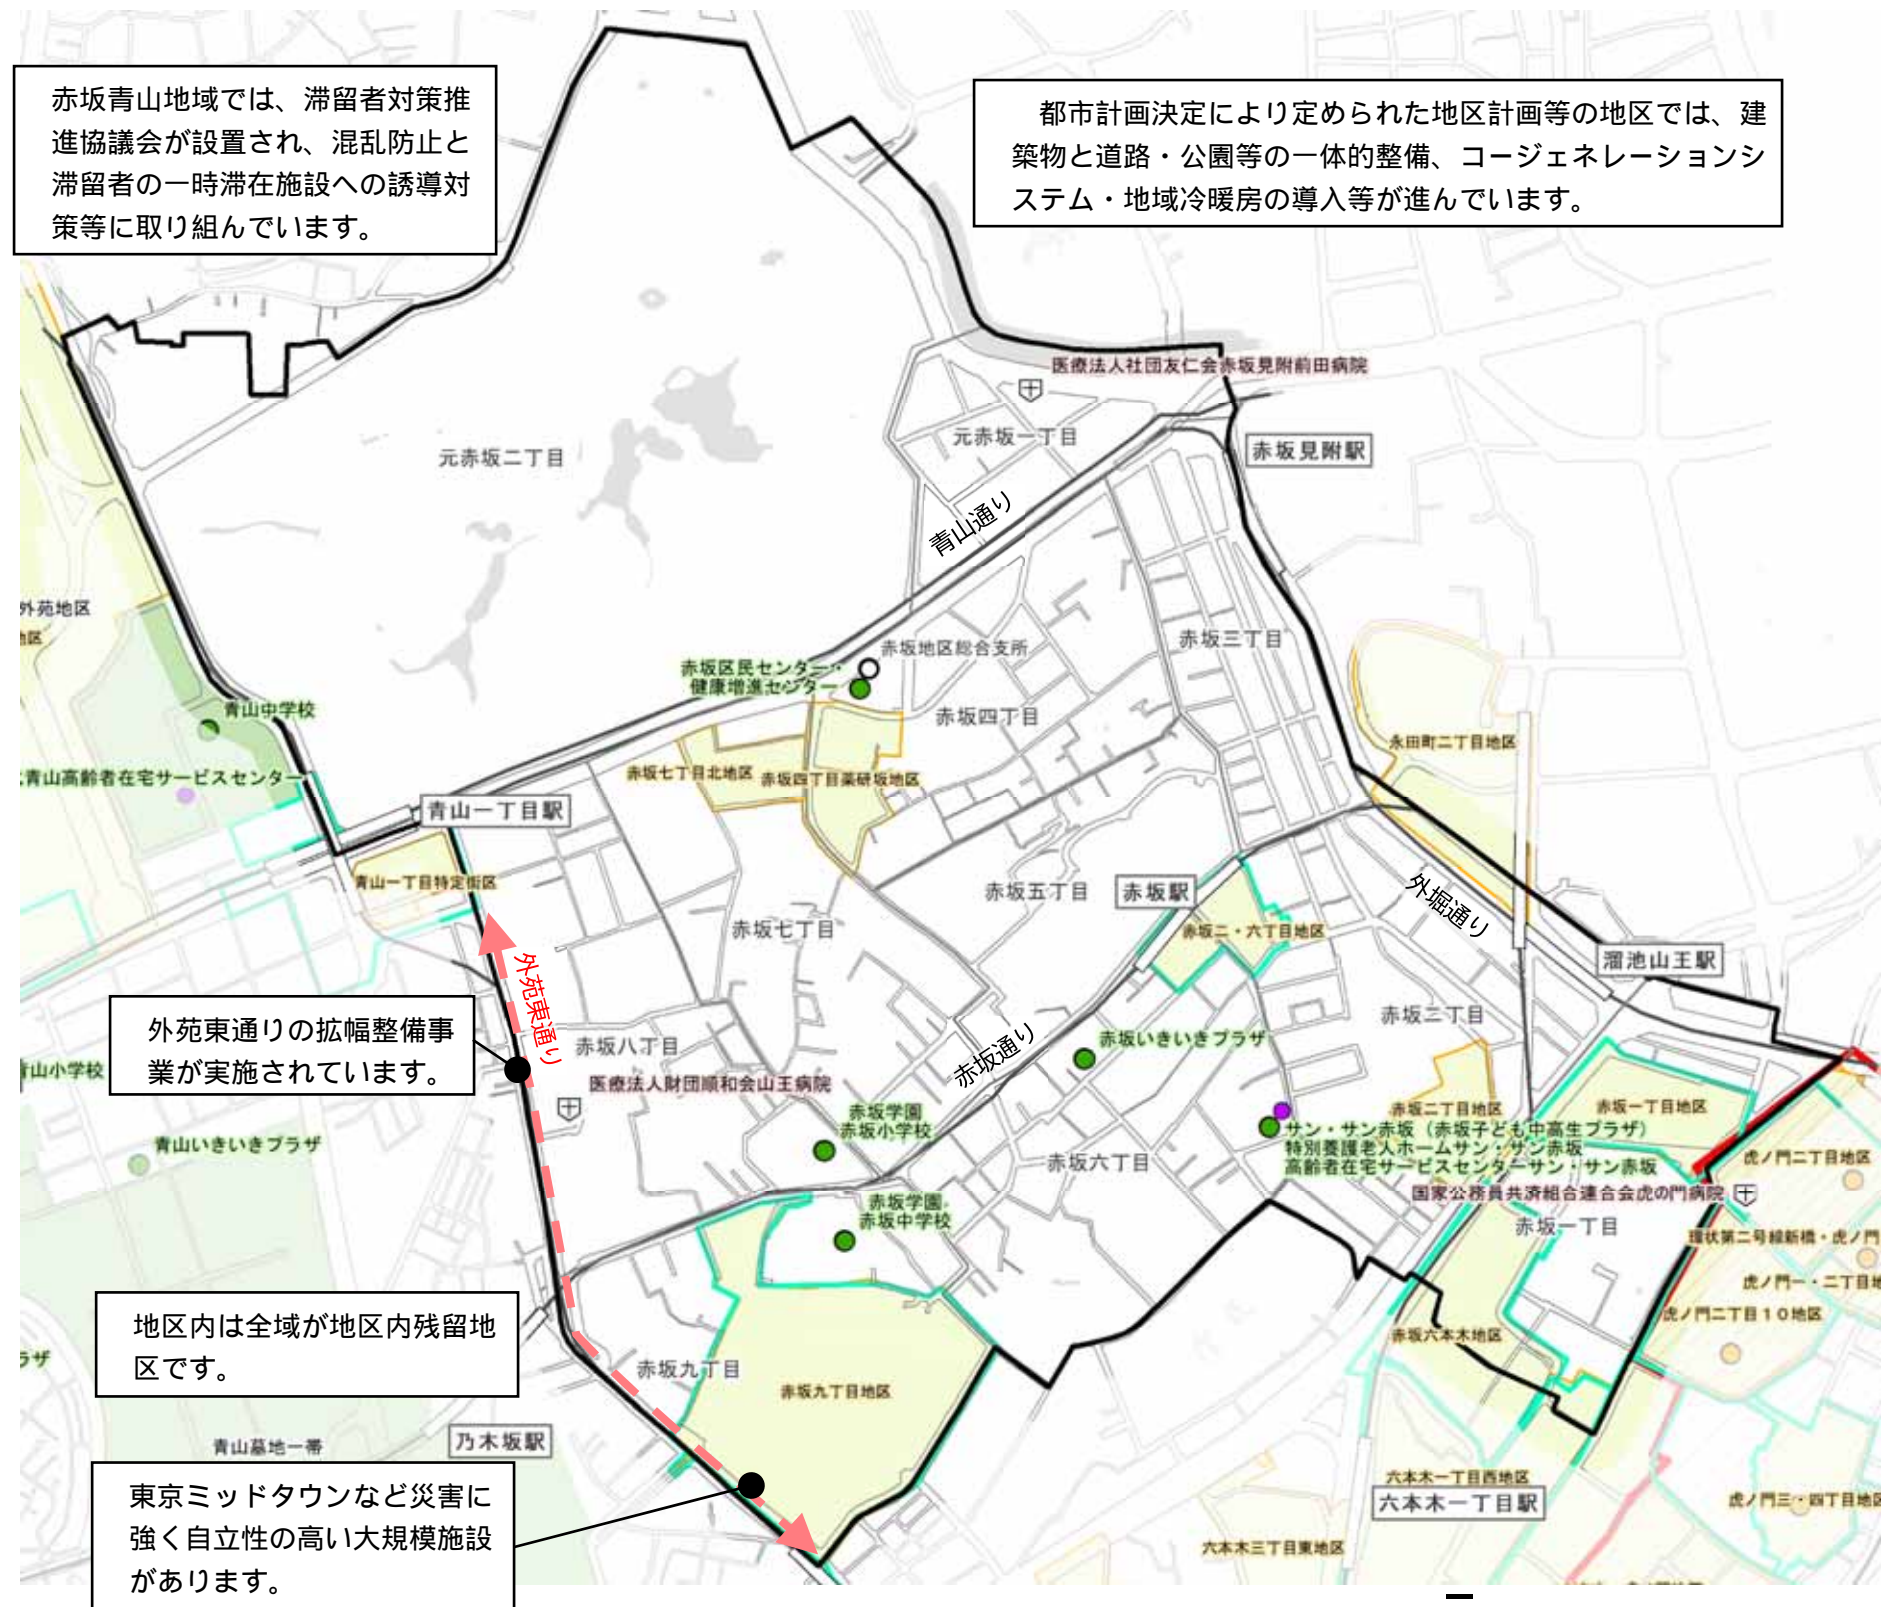 赤坂青山地域では、滞留者対策推
進協議会が設置され、混乱防止と
滞留者の一時滞在施設への誘導対
策等に取り組んでいます。
都市計画決定により定められた地区計画等の地区では、建
築物と道路・公園等の一体的整備、コージェネレーションシ
ステム・地域冷暖房の導入等が進んでいます。
医療法人社団友仁会赤坂見附前田病院
元赤坂一丁目
赤坂見附駅
元赤坂二丁目
青山通り
外苑地区
地区
赤坂三丁目
赤坂地区総合支所
赤坂区民センター・
健康増進センター
青山中学校
赤坂四丁目
永田町二丁目地区
青山高齢者在宅サービスセンター
赤坂七丁目北地区
赤坂四丁目薬研坂地区
青山一丁目駅
青山一丁目特定街区
赤坂五丁目
赤坂駅
外堀通り
赤坂七丁目
赤坂二・六丁目地区
溜池山王駅
外苑東通り
外苑東通りの拡幅整備事
業が実施されています。
赤坂二丁目
赤坂八丁目
赤坂通り
赤坂いきいきプラザ
青山小学校
医療法人財団順和会山王病院
赤坂学園
赤坂小学校
赤坂二丁目地区
赤坂一丁目地区
サン・サン赤坂（赤坂子ども中高生プラザ）
特別養護老人ホームサン・サン赤坂
高齢者在宅サービスセンターサン・サン赤坂
青山いきいきプラザ
赤坂六丁目
虎ノ門二丁目地区
国家公務員共済組合連合会虎の門病院
赤坂学園
赤坂中学校
赤坂一丁目
環状第二号線新橋・虎ノ門
虎ノ門一・二丁目地
虎ノ門二丁目10地区
地区内は全域が地区内残留地
区です。
赤坂六本木地区
ラザ
赤坂九丁目
赤坂九丁目地区
青山墓地一帯
乃木坂駅
六本木一丁目西地区
六本木一丁目駅
虎ノ門三・四丁目地区
東京ミッドタウンなど災害に
強く自立性の高い大規模施設
があります。
六本木三丁目東地区